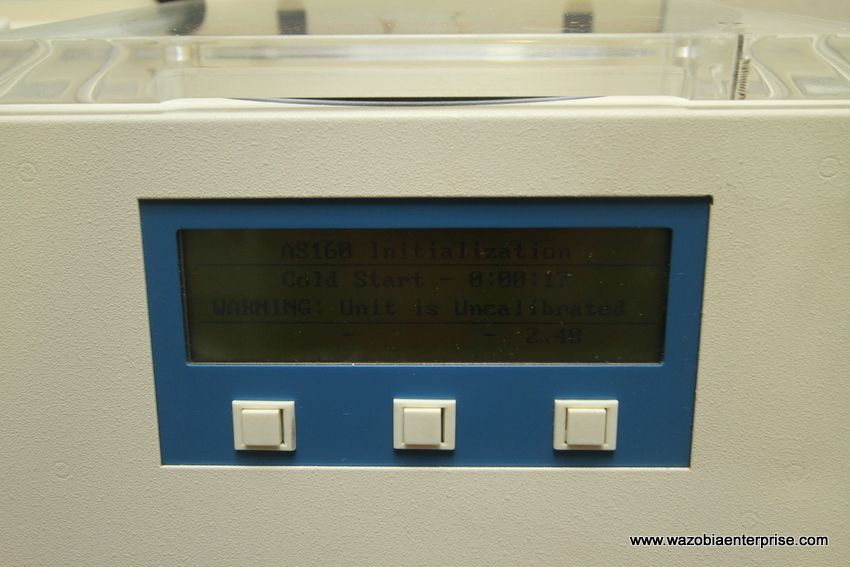 AS160 Initialization
Cold Start - 0:00:17
WARNING: Unit is Uncalibrated
- - 2.48
www.wazobiaenterprise.com